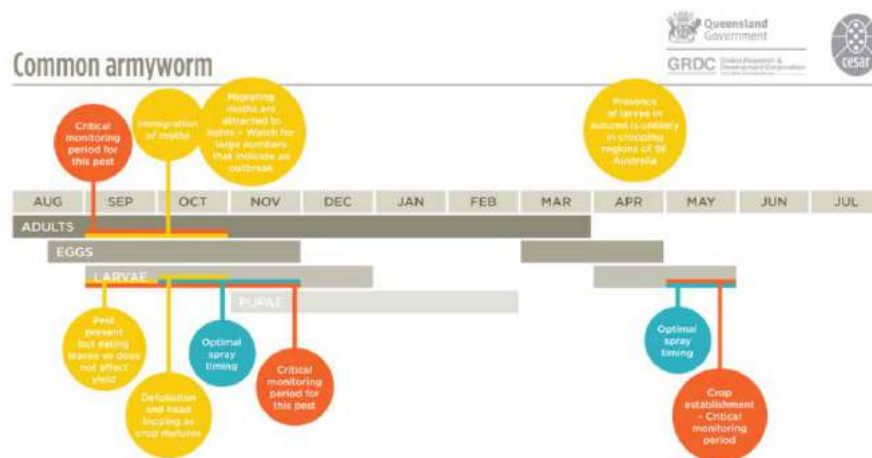 Queensland
Government
GRDC
Grains Research &
Development Corporation
cesar
Common armyworm
Critical
monitoring
period for
this pest
Immigration
of moths
Migrating
moths are
attracted to
lights – Watch for
large numbers
that indicate an
outbreak
Presence
of larvae in
autumn is unlikely
in cropping
regions of SE
Australia
AUG SEP OCT NOV DEC JAN FEB MAR APR MAY JUN JUL
ADULTS
EGGS
LARVAE
PUPAE
Pest
present
but eating
leaves so does
not affect
yield
Defoliation
and head
lopping as
crop matures
Optimal
spray
timing
Critical
monitoring
period for
this pest
Optimal
spray
timing
Crop
establishment
– Critical
monitoring
period